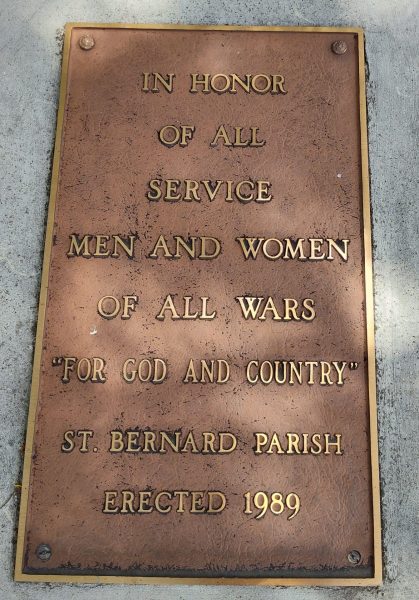 IN HONOR
OF ALL
SERVICE
MEN AND WOMEN
OF ALL WARS
"FOR GOD AND COUNTRY"
ST. BERNARD PARISH
ERECTED 1989